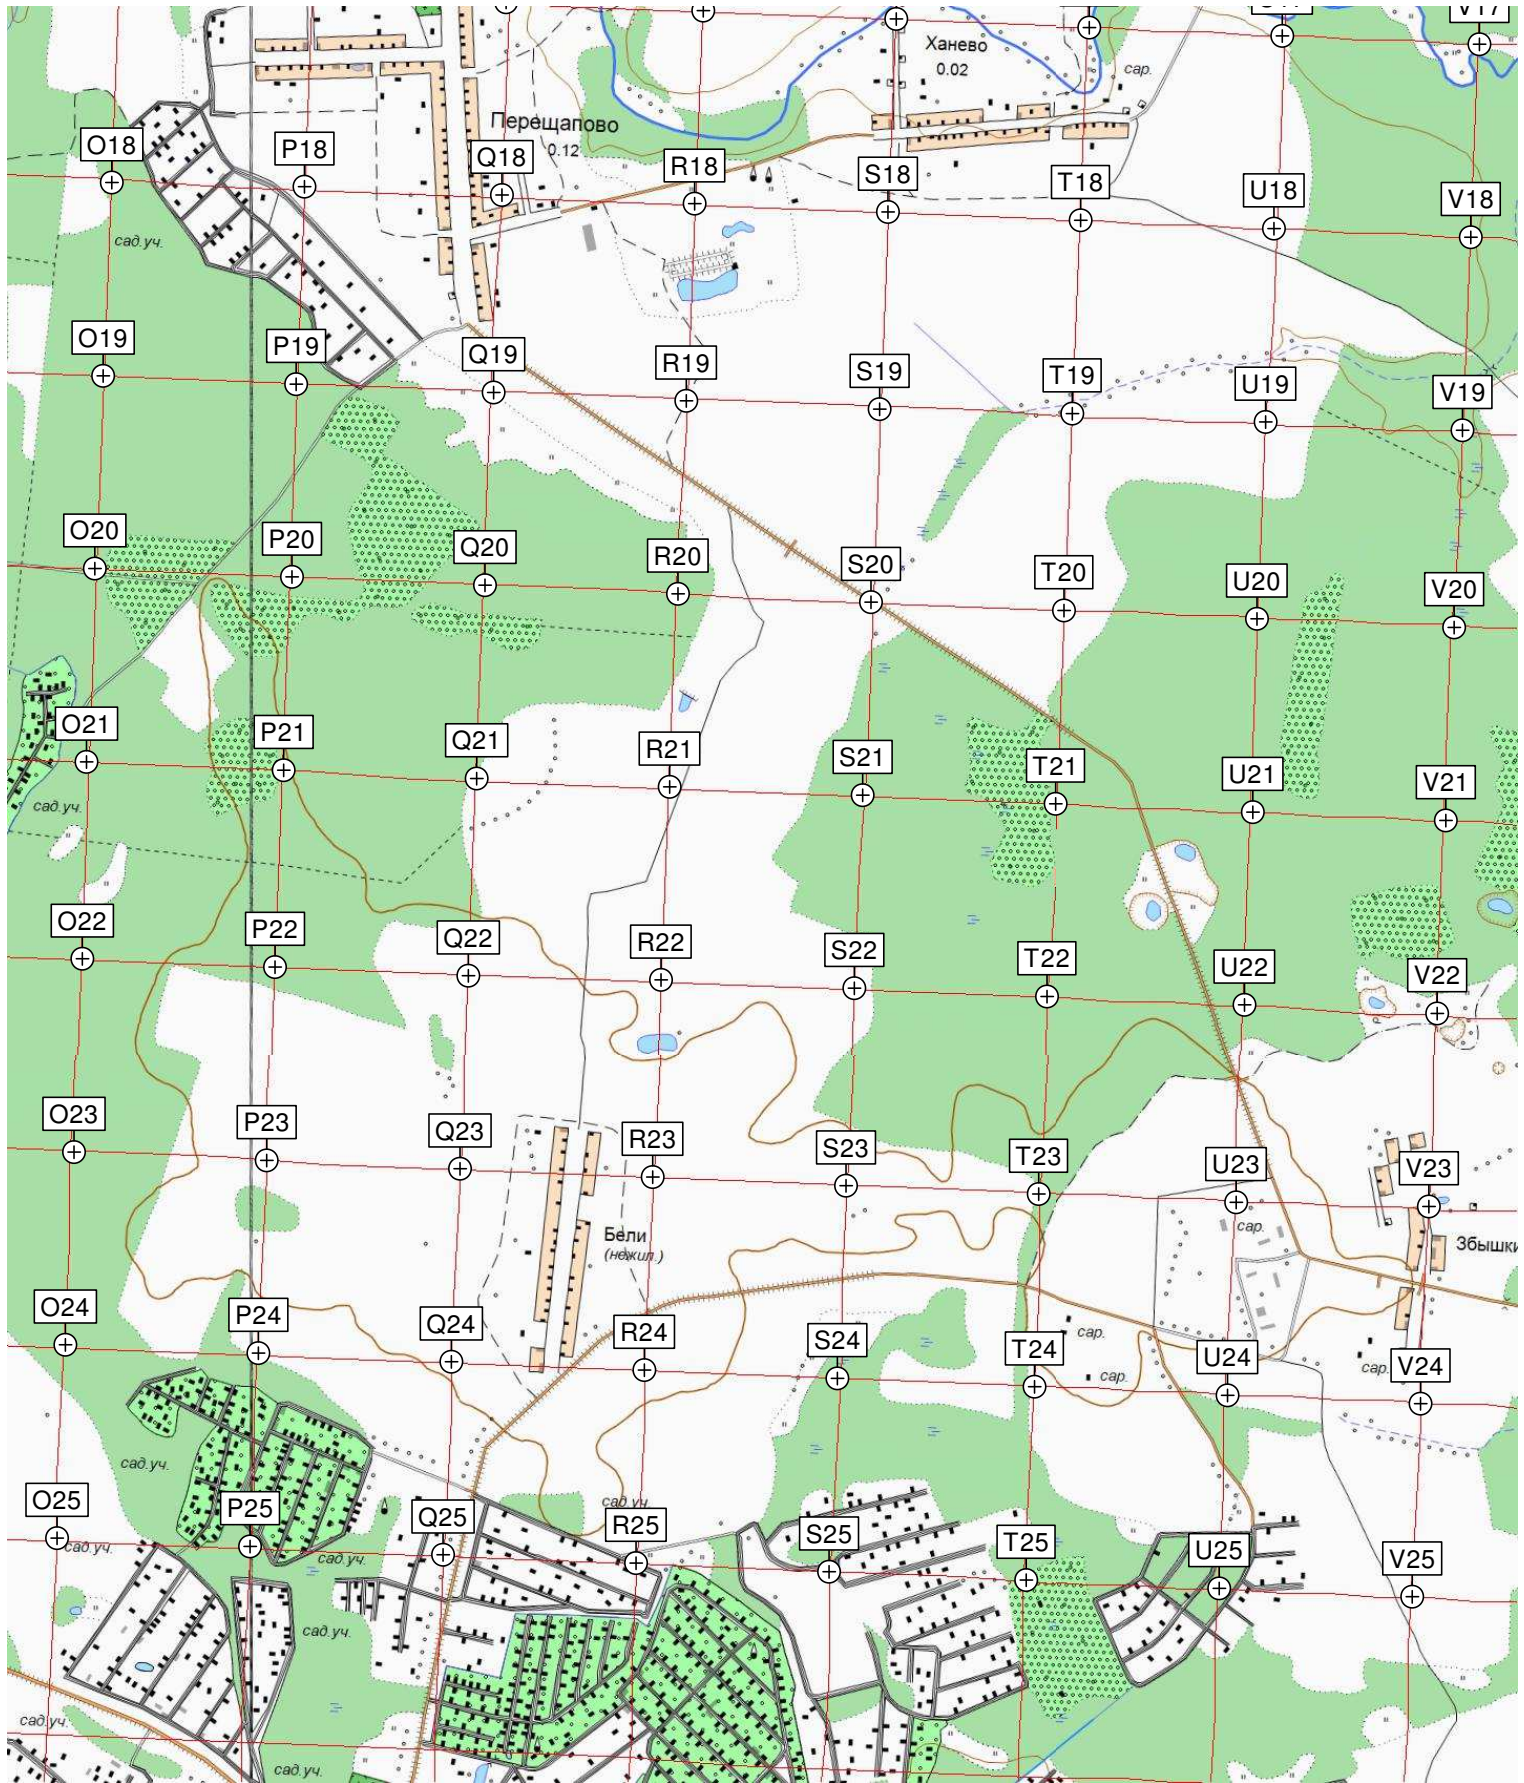 V17
Ханево
0.02
сар.
Перещапово
0.12
O18
P18
Q18
R18
S18
T18
U18
V18
сад.уч.
O19
P19
Q19
R19
S19
T19
U19
V19
O20
P20
Q20
R20
S20
T20
U20
V20
O21
P21
Q21
R21
S21
T21
U21
V21
сад.уч.
O22
P22
Q22
R22
S22
T22
U22
V22
O23
P23
Q23
R23
S23
T23
U23
V23
сар.
Бели
(нежил.)
Збышки
O24
P24
Q24
R24
S24
T24
U24
V24
сар.
сар.
сар.
сад.уч.
сад.уч.
O25
P25
Q25
R25
S25
T25
U25
V25
сад.уч.
сад.уч.
сад.уч.
сад.уч.
сад.уч.